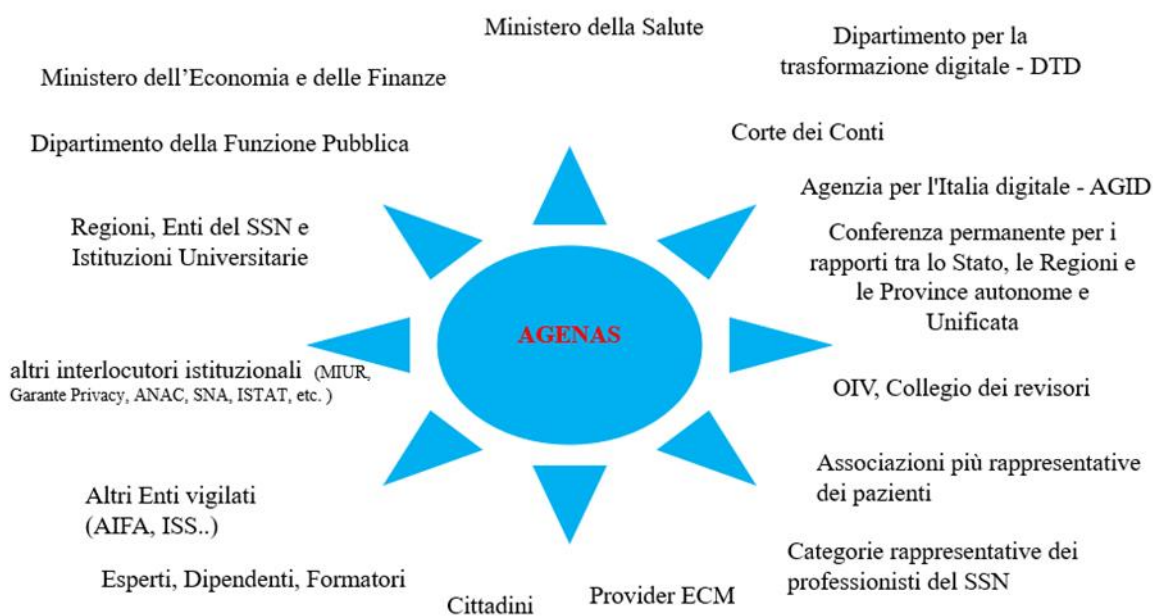 Ministero della Salute
Dipartimento per la
trasformazione digitale - DTD
Ministero dell’Economia e delle Finanze
Corte dei Conti
Dipartimento della Funzione Pubblica
Agenzia per l'Italia digitale - AGID
Regioni, Enti del SSN e
Istituzioni Universitarie
Conferenza permanente per i
rapporti tra lo Stato, le Regioni e
le Province autonome e
Unificata
AGENAS
altri interlocutori istituzionali (MIUR,
Garante Privacy, ANAC, SNA, ISTAT, etc. )
OIV, Collegio dei revisori
Associazioni più rappresentative
dei pazienti
Altri Enti vigilati
(AIFA, ISS..)
Categorie rappresentative dei
professionisti del SSN
Esperti, Dipendenti, Formatori
Cittadini
Provider ECM